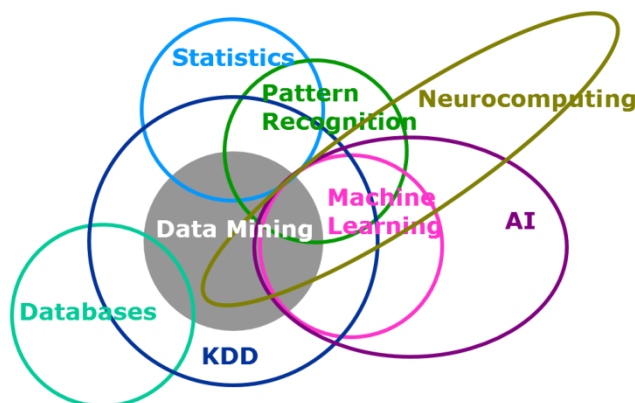 Statistics
Pattern
Recognition
Neurocomputing
Machine
Learning
Data Mining
AI
Databases
KDD